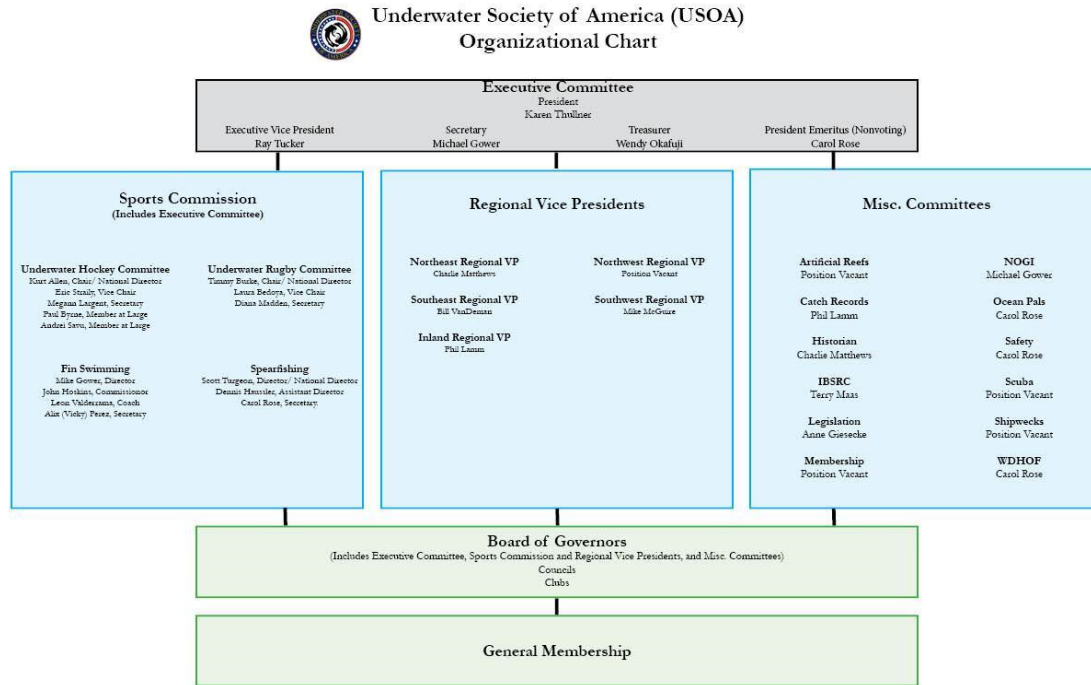 Underwater Society of America (USOA)
Organizational Chart
Executive Committee
President
Karen Thullner
Executive Vice President
Ray Tucker
Secretary
Michael Gower
Treasurer
Wendy Okafuji
President Emeritus (Nonvoting)
Carol Rose
Sports Commission
(Includes Executive Committee)
Underwater Hockey Committee
Kurt Allen, Chair/ National Director
Eric Straily, Vice Chair
Megann Largent, Secretary
Paul Byrne, Member at Large
Andrei Savu, Member at Large
Underwater Rugby Committee
Timmy Burke, Chair/ National Director
Laura Bedoya, Vice Chair
Diana Madden, Secretary
Fin Swimming
Mike Gower, Director
John Hoskins, Commissionor
Leon Valderrama, Coach
Alix (Vicky) Perez, Secretary
Spearfishing
Scott Turgeon, Director/ National Director
Dennis Haussler, Assistant Director
Carol Rose, Secretary.
Regional Vice Presidents
Northeast Regional VP
Charlie Matthews
Northwest Regional VP
Position Vacant
Southeast Regional VP
Bill VanDeman
Southwest Regional VP
Mike McGuire
Inland Regional VP
Phil Lamm
Misc. Committees
Artificial Reefs
Position Vacant
NOGI
Michael Gower
Catch Records
Phil Lamm
Ocean Pals
Carol Rose
Historian
Charlie Matthews
Safety
Carol Rose
IBSRC
Terry Maas
Scuba
Position Vacant
Legislation
Anne Giesecke
Shipwecks
Position Vacant
Membership
Position Vacant
WDHOF
Carol Rose
Board of Governors
(Includes Executive Committee, Sports Commission and Regional Vice Presidents, and Misc. Committees)
Councils
Clubs
General Membership